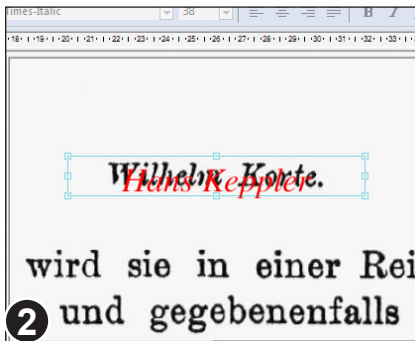 Times-Italic 38 B I
·18· ı ·19· ı ·20· ı ·21· ı ·22· ı ·23· ı ·24· ı ·25· ı ·26· ı ·27· ı ·28· ı ·29· ı ·30· ı ·31· ı ·32· ı ·33· ı
Wilhelm Korte.
Hans Keppler
wird sie in einer Rei
und gegebenenfalls
2